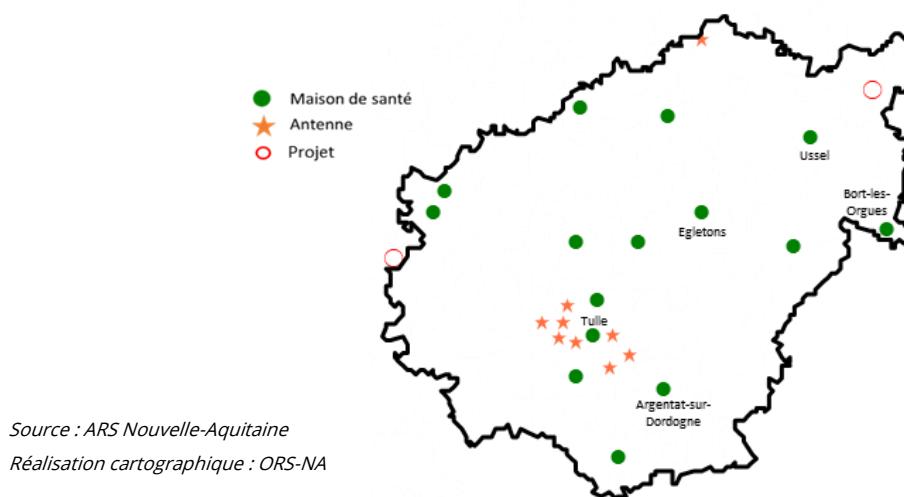 Maison de santé
Antenne
Projet
Ussel
Bort-les-
Orgues
Egletons
Tulle
Argentat-sur-
Dordogne
Source : ARS Nouvelle-Aquitaine
Réalisation cartographique : ORS-NA